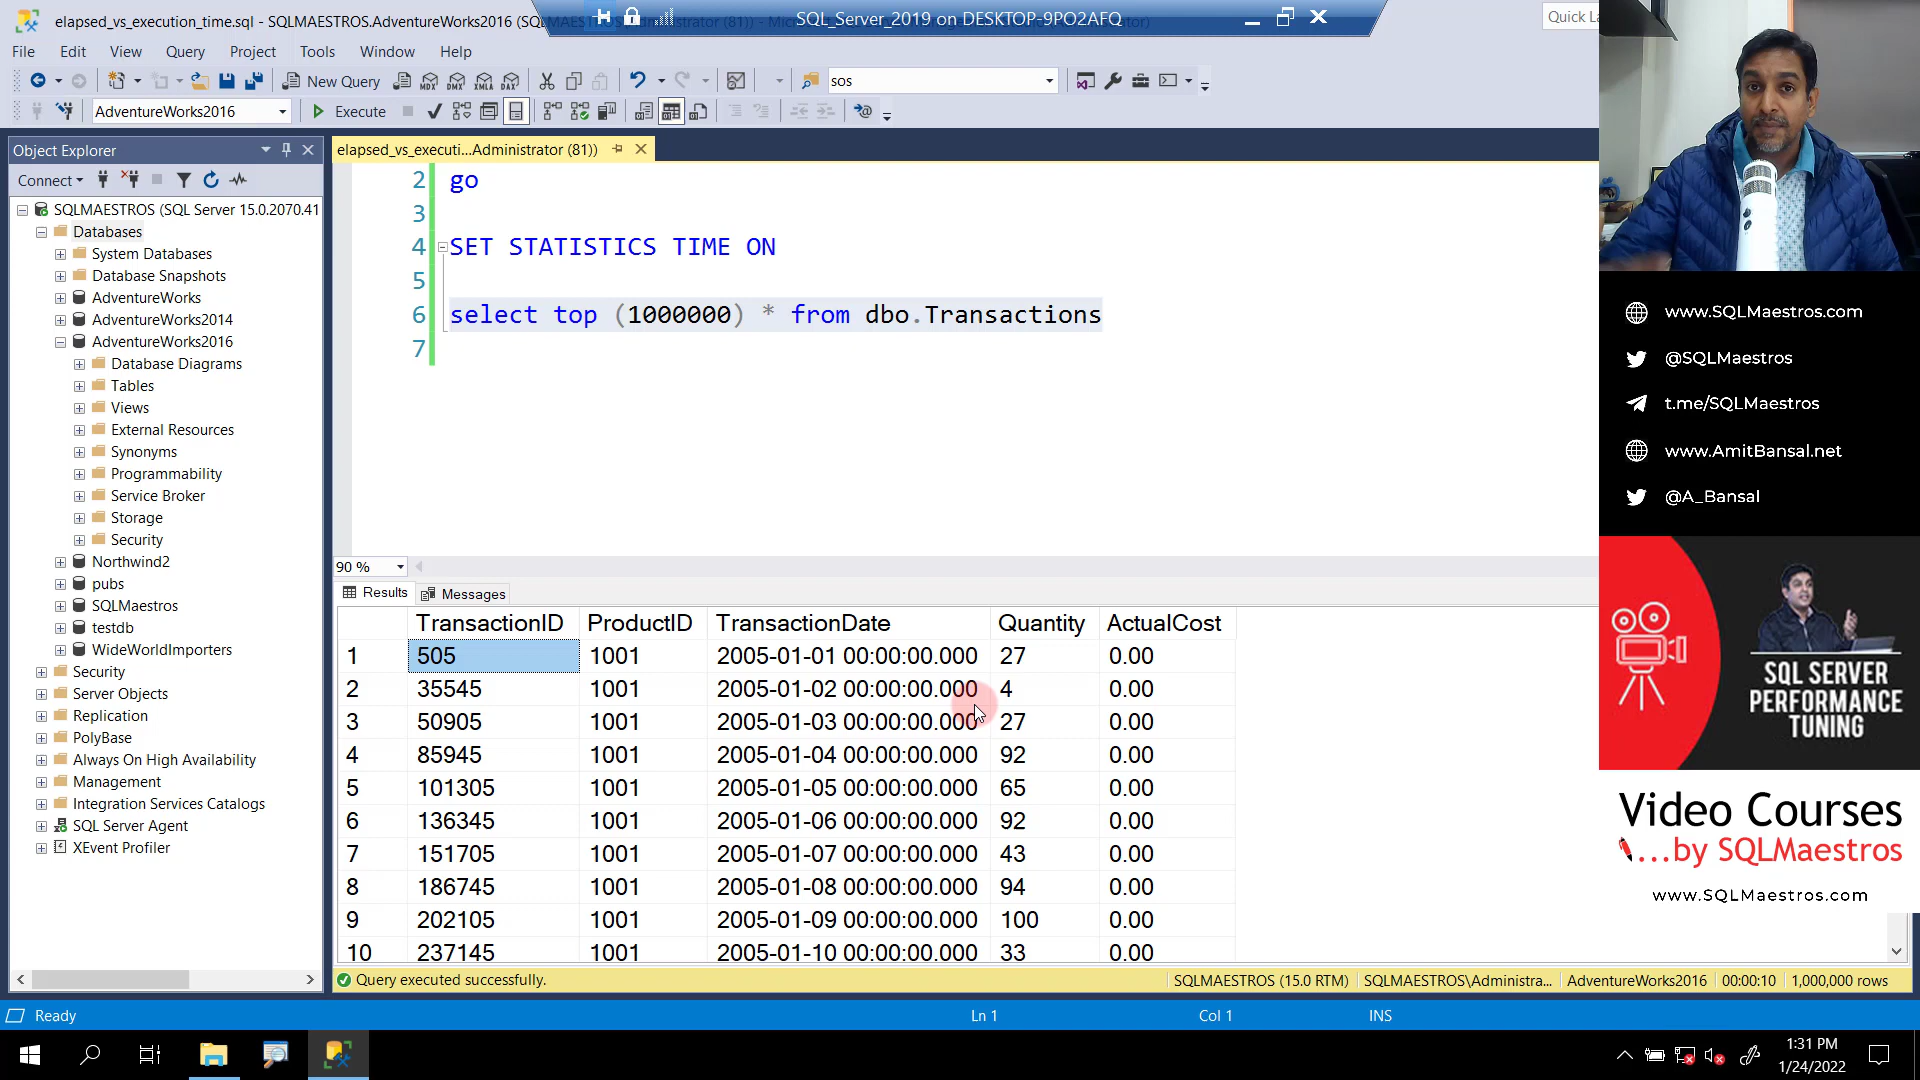 elapsed_vs_execution_time.sql - SQLMAESTROS.AdventureWorks2016 (SQLMAESTROS\
SQL_Server_2019 on DESKTOP-9PO2AFQ
Quick La
File Edit View Query Project Tools Window Help
New Query
MDX DMX XMLA DAX
sos
AdventureWorks2016
Execute
Object Explorer
Connect
SQLMAESTROS (SQL Server 15.0.2070.41
Databases
System Databases
Database Snapshots
AdventureWorks
AdventureWorks2014
AdventureWorks2016
Database Diagrams
Tables
Views
External Resources
Synonyms
Programmability
Service Broker
Storage
Security
Northwind2
pubs
SQLMaestros
testdb
WideWorldImporters
Security
Server Objects
Replication
PolyBase
Always On High Availability
Management
Integration Services Catalogs
SQL Server Agent
XEvent Profiler
elapsed_vs_executi...Administrator (81))
2 go
3
4 SET STATISTICS TIME ON
5
6 select top (1000000) * from dbo.Transactions
7
90 %
Results Messages
TransactionID ProductID TransactionDate Quantity ActualCost
1 505 1001 2005-01-01 00:00:00.000 27 0.00
2 35545 1001 2005-01-02 00:00:00.000 4 0.00
3 50905 1001 2005-01-03 00:00:00.000 27 0.00
4 85945 1001 2005-01-04 00:00:00.000 92 0.00
5 101305 1001 2005-01-05 00:00:00.000 65 0.00
6 136345 1001 2005-01-06 00:00:00.000 92 0.00
7 151705 1001 2005-01-07 00:00:00.000 43 0.00
8 186745 1001 2005-01-08 00:00:00.000 94 0.00
9 202105 1001 2005-01-09 00:00:00.000 100 0.00
10 237145 1001 2005-01-10 00:00:00.000 33 0.00
Query executed successfully.
SQLMAESTROS (15.0 RTM) SQLMAESTROS\Administra... AdventureWorks2016 00:00:10 1,000,000 rows
Ready Ln 1 Col 1 INS
1:31 PM
1/24/2022
www.SQLMaestros.com
@SQLMaestros
t.me/SQLMaestros
www.AmitBansal.net
@A_Bansal
SQL SERVER
PERFORMANCE
TUNING
Video Courses
...by SQLMaestros
www.SQLMaestros.com